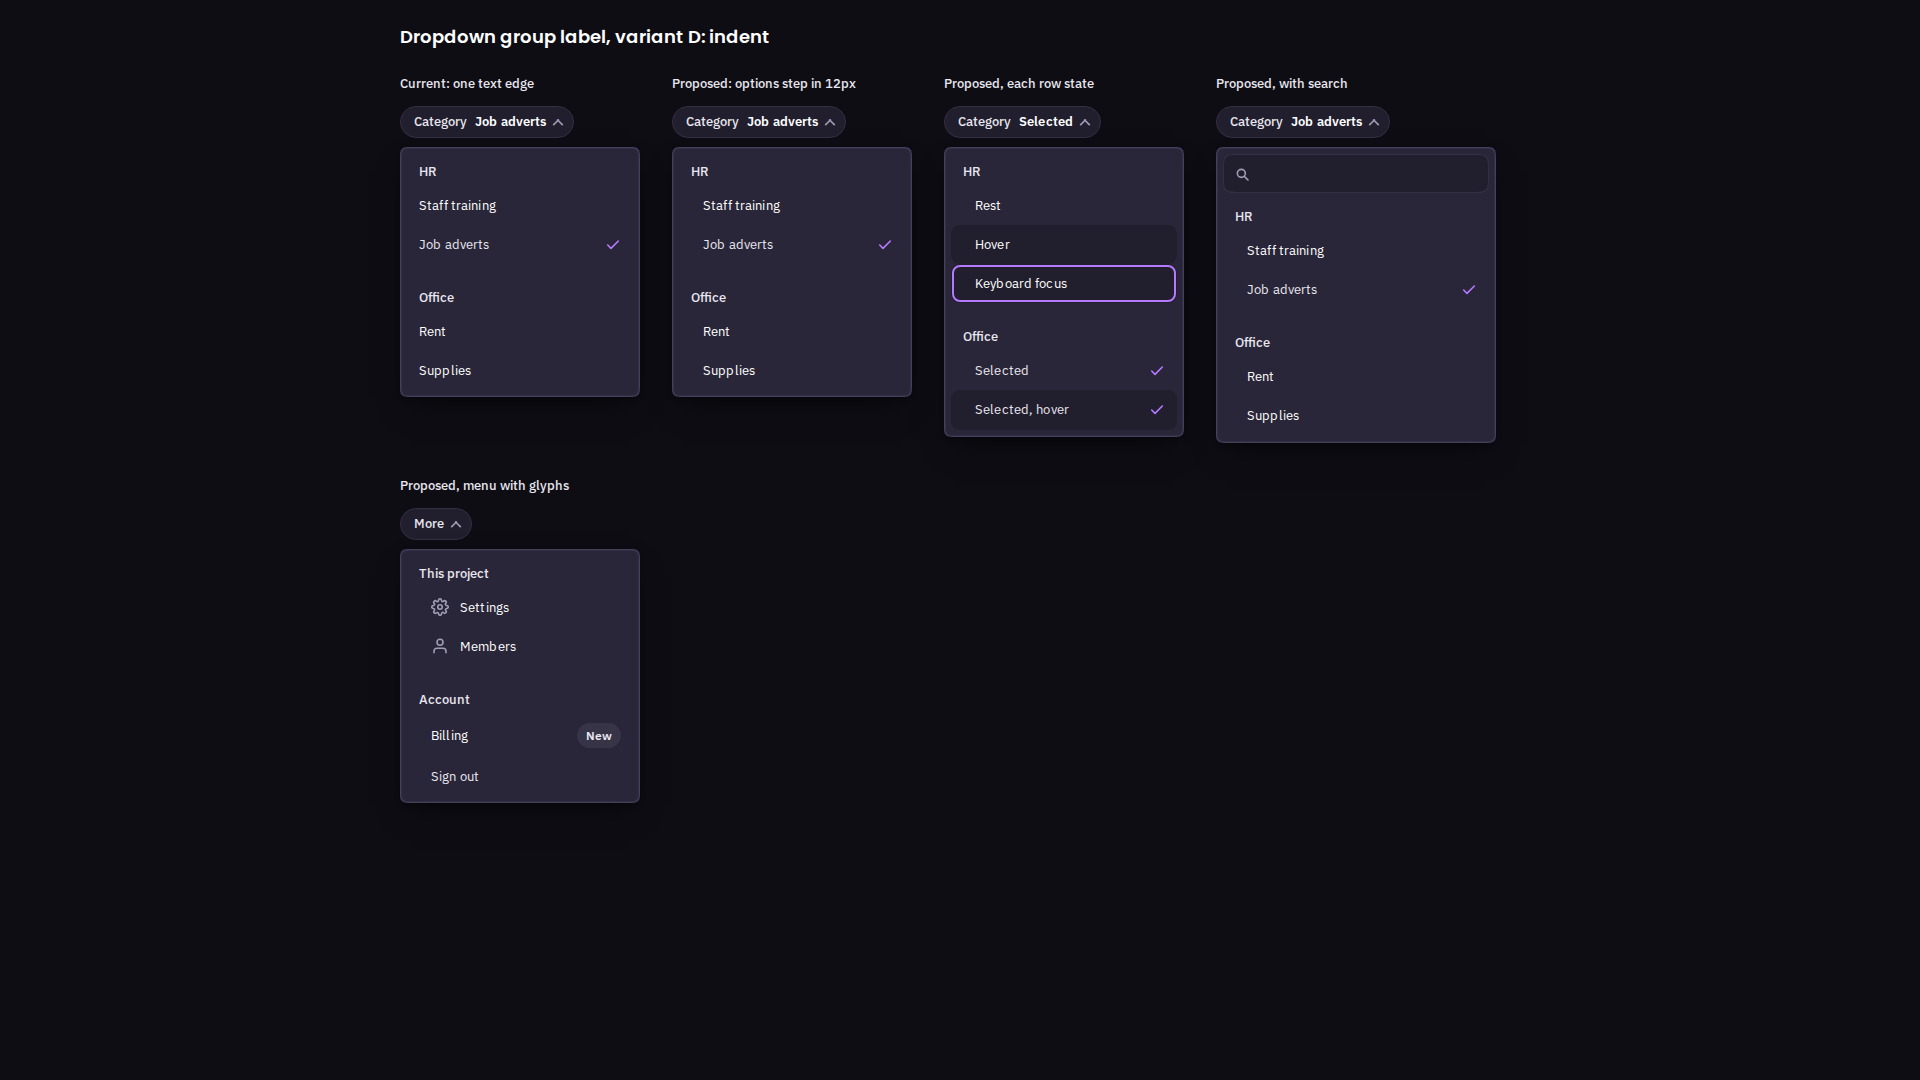 Dropdown group label, variant D: indent
Current: one text edge
Category Job adverts
HR
Staff training
Job adverts
Office
Rent
Supplies
Proposed: options step in 12px
Category Job adverts
HR
Staff training
Job adverts
Office
Rent
Supplies
Proposed, each row state
Category Selected
HR
Rest
Hover
Keyboard focus
Office
Selected
Selected, hover
Proposed, with search
Category Job adverts
HR
Staff training
Job adverts
Office
Rent
Supplies
Proposed, menu with glyphs
More
This project
Settings
Members
Account
Billing New
Sign out